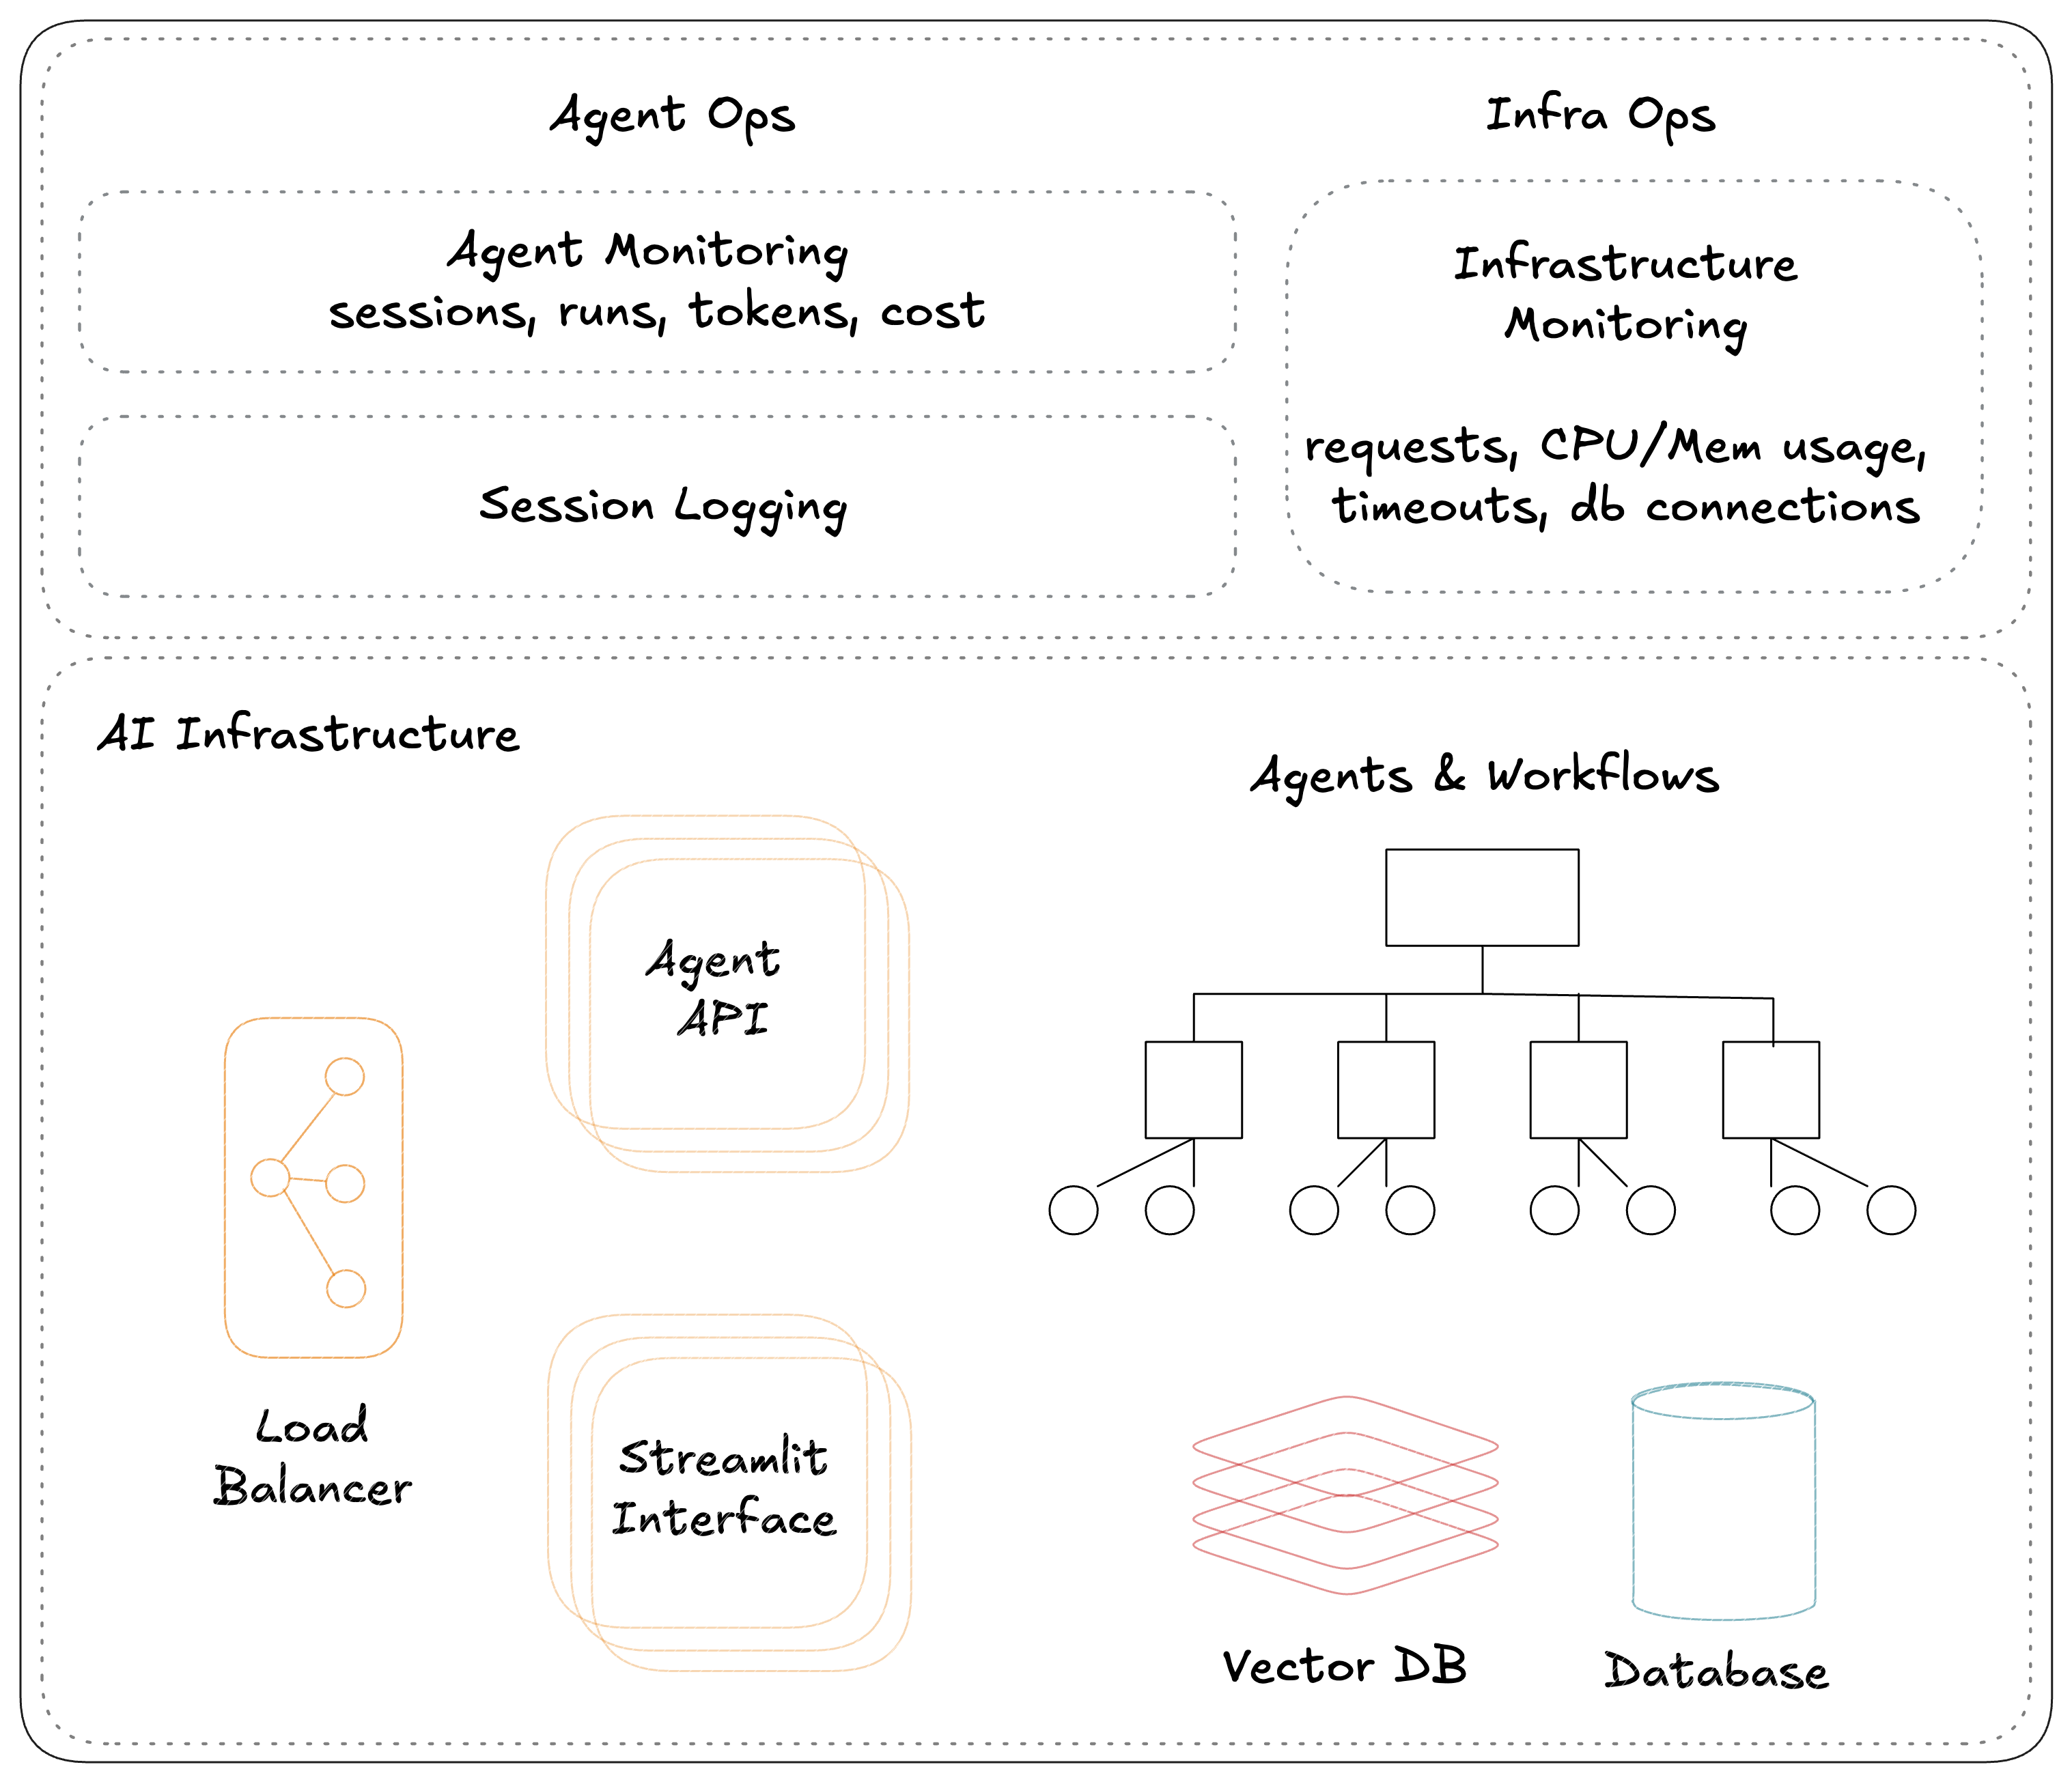 Agent Ops
Agent Monitoring
sessions, runs, tokens, cost
Session Logging
Infra Ops
Infrastructure
Monitoring
requests, CPU/Mem usage,
timeouts, db connections
AI Infrastructure
Load
Balancer
Agent
API
Streamlit
Interface
Agents & Workflows
Vector DB
Database